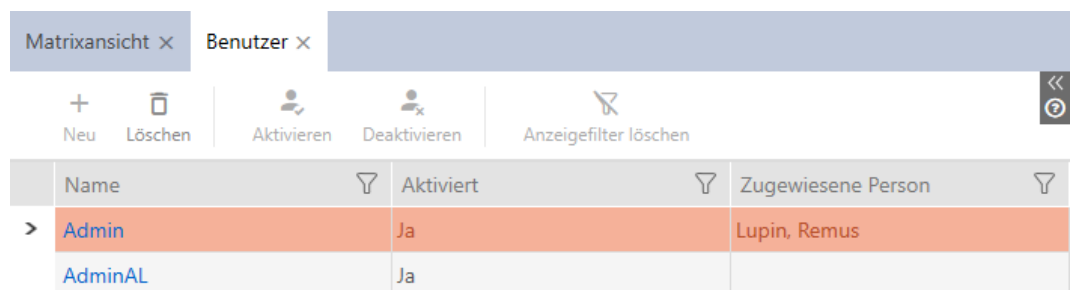 Matrixansicht × Benutzer ×
Neu Löschen Aktivieren Deaktivieren Anzeigefilter löschen
Name Aktiviert Zugewiesene Person
Admin Ja Lupin, Remus
AdminAL Ja